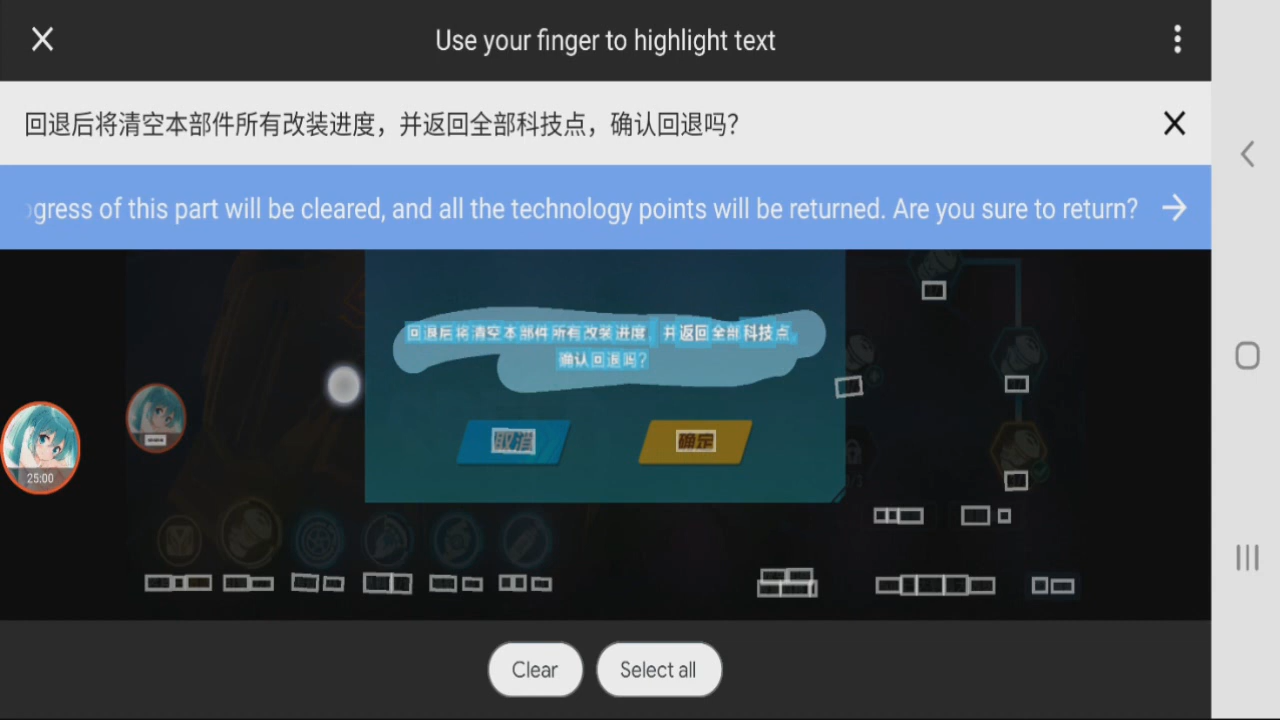 Use your finger to highlight text
回退后将清空本部件所有改装进度，并返回全部科技点，确认回退吗？
gress of this part will be cleared, and all the technology points will be returned. Are you sure to return?
回退后将清空本部件所有改装进度，并返回全部科技点，
确认回退吗？
取消
确定
25:00
Clear
Select all